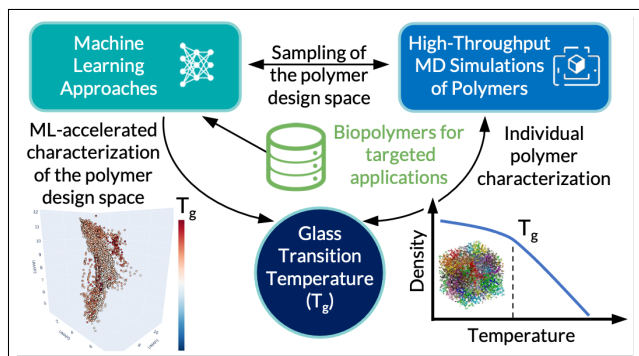 Machine
Learning
Approaches
Sampling of
the polymer
design space
High-Throughput
MD Simulations
of Polymers
ML-accelerated
characterization
of the polymer
design space
Biopolymers for
targeted
applications
Individual
polymer
characterization
Tg
Glass
Transition
Temperature
(Tg)
Density
Tg
Temperature